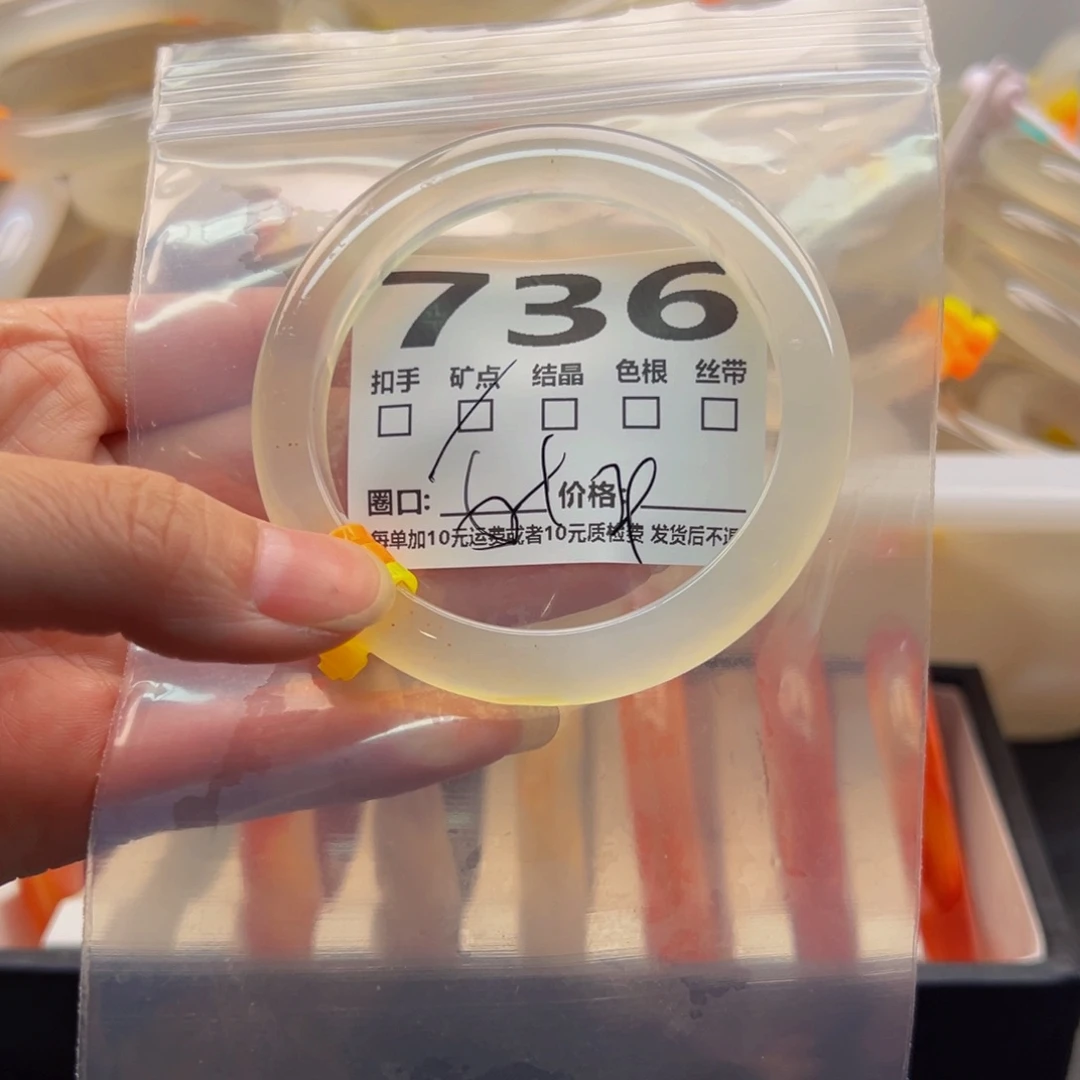 736
扣手 矿点 结晶 色根 丝带
圈口: 价格:
每单加10元运费或者10元质检费 发货后不退